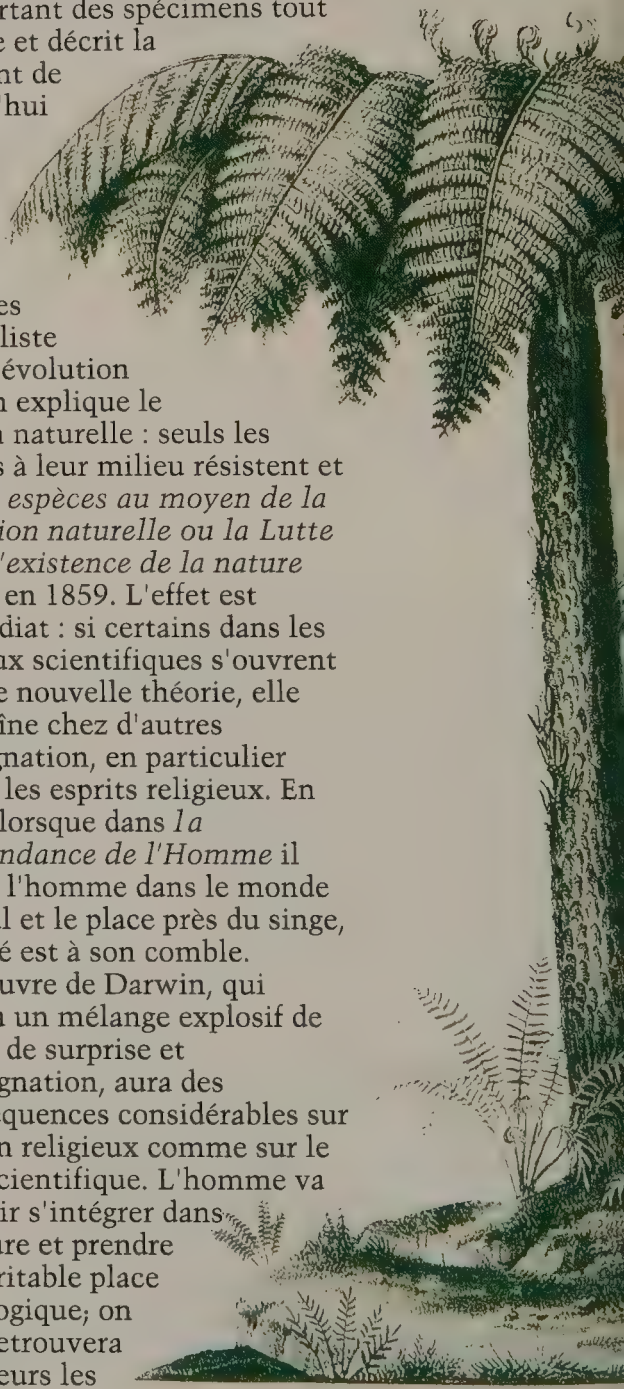 rtant des spécimens tout
e et décrit la
nt de
'hui
es
liste
évolution
n explique le
n naturelle : seuls les
s à leur milieu résistent et
espèces au moyen de la
ion naturelle ou la Lutte
'existence de la nature
en 1859. L'effet est
diat : si certains dans les
ux scientifiques s'ouvrent
e nouvelle théorie, elle
îne chez d'autres
gnation, en particulier
les esprits religieux. En
lorsque dans la
ndance de l'Homme il
l'homme dans le monde
l et le place près du singe,
é est à son comble.
uvre de Darwin, qui
n un mélange explosif de
de surprise et
gnation, aura des
équences considérables sur
n religieux comme sur le
cientifique. L'homme va
ir s'intégrer dans
ure et prendre
ritable place
ogique; on
etrouvera
eurs les